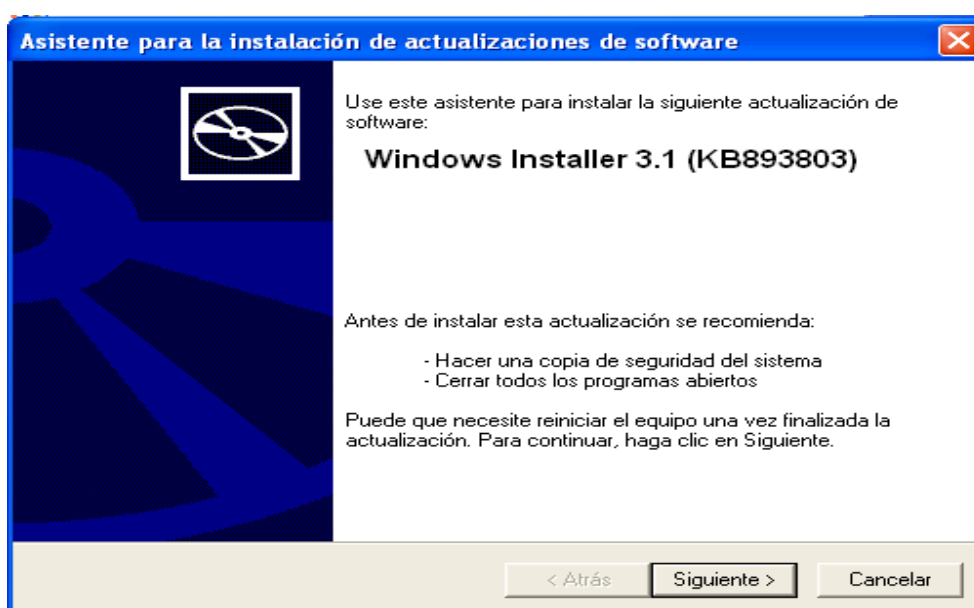 Asistente para la instalación de actualizaciones de software
Use este asistente para instalar la siguiente actualización de
software:
Windows Installer 3.1 (KB893803)
Antes de instalar esta actualización se recomienda:
- Hacer una copia de seguridad del sistema
- Cerrar todos los programas abiertos
Puede que necesite reiniciar el equipo una vez finalizada la
actualización. Para continuar, haga clic en Siguiente.
< Atrás
Siguiente >
Cancelar